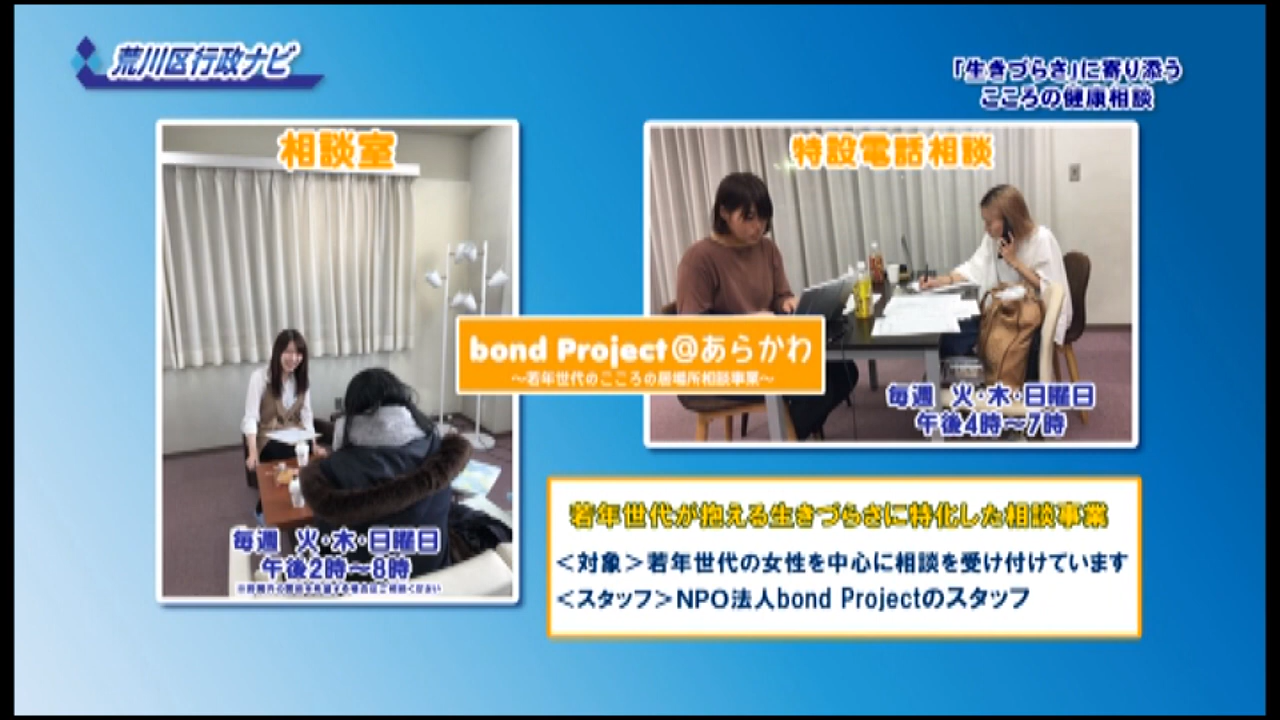 荒川区行政ナビ
「生きづらさ」に寄り添う
こころの健康相談
相談室
特設電話相談
bond Project@あらかわ
~若年世代のこころの居場所相談事業~
毎週 火・木・日曜日
午後4時~7時
毎週 火・木・日曜日
午後2時~8時
若年世代が抱える生きづらさに特化した相談事業
<対象>若年世代の女性を中心に相談を受け付けています
<スタッフ>NPO法人bond Projectのスタッフ